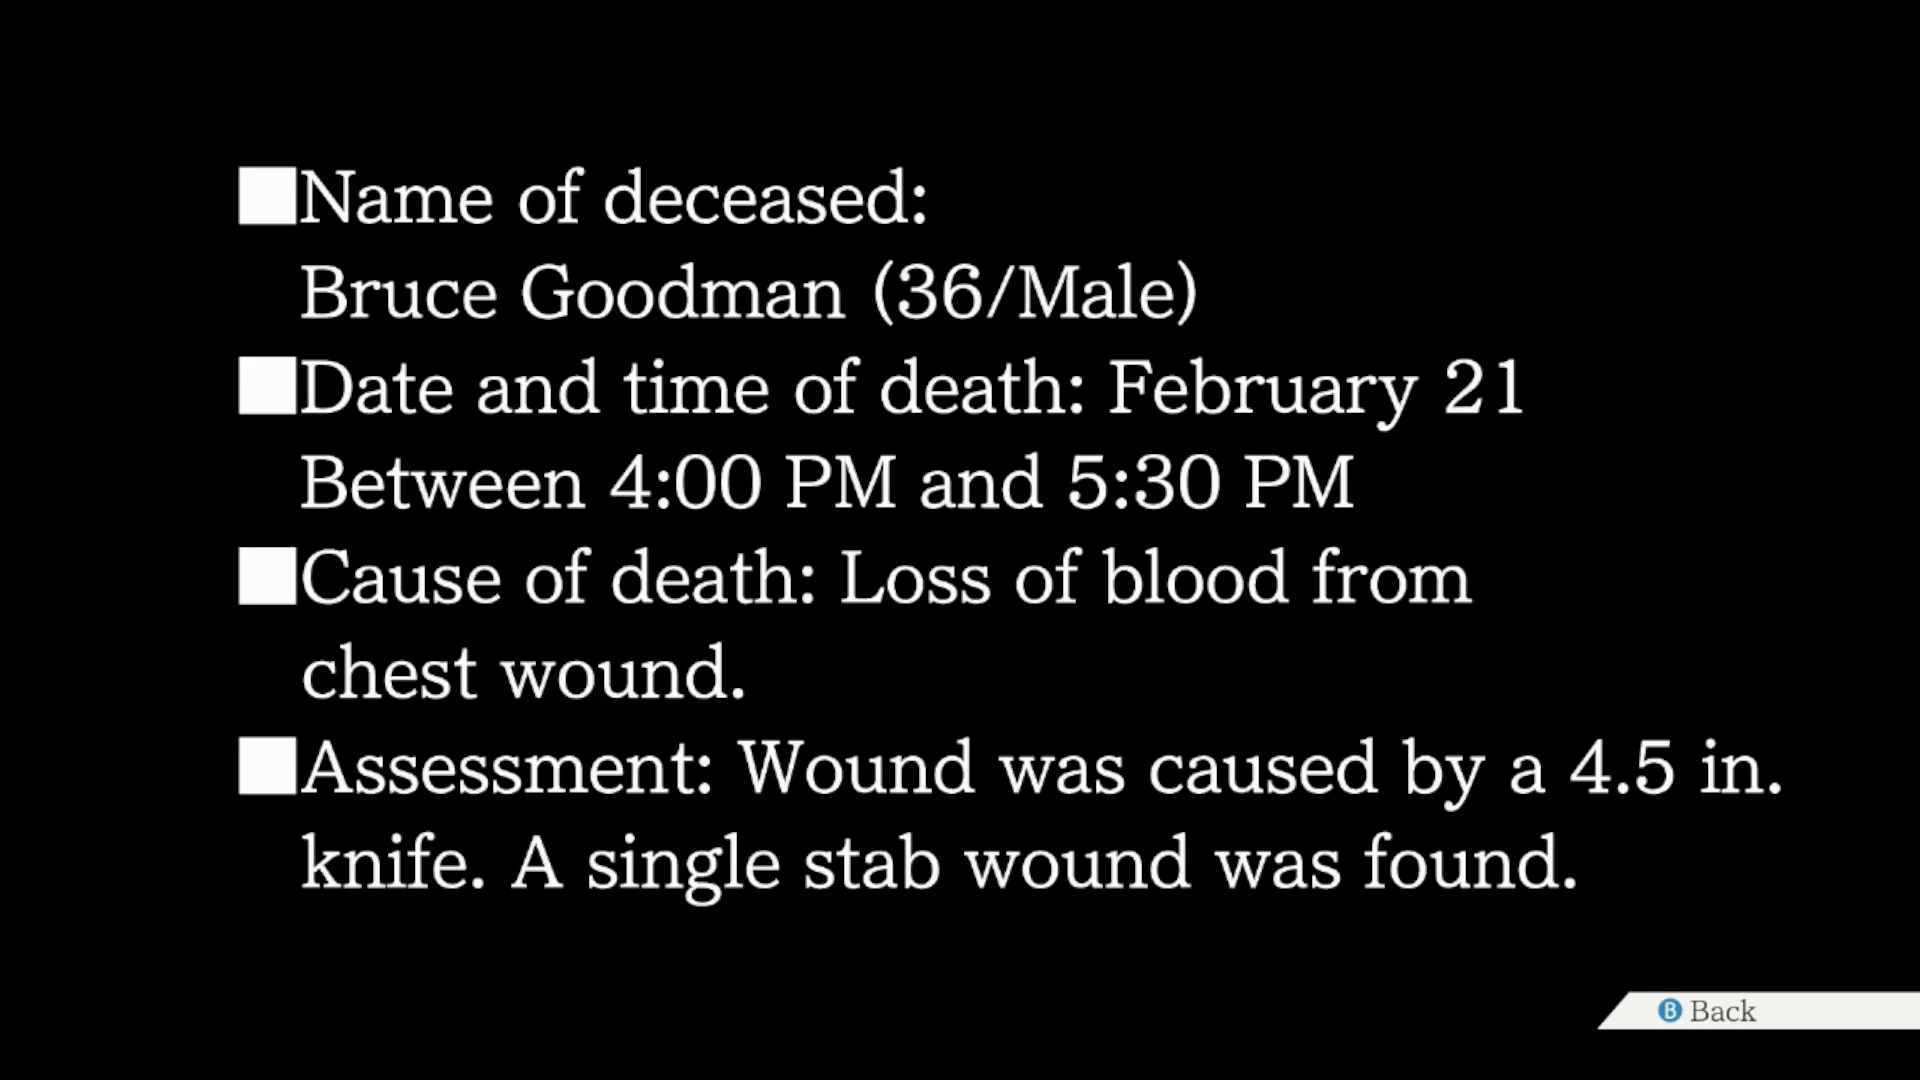 ■Name of deceased:
Bruce Goodman (36/Male)
■Date and time of death: February 21
Between 4:00 PM and 5:30 PM
■Cause of death: Loss of blood from
chest wound.
■Assessment: Wound was caused by a 4.5 in.
knife. A single stab wound was found.
B Back